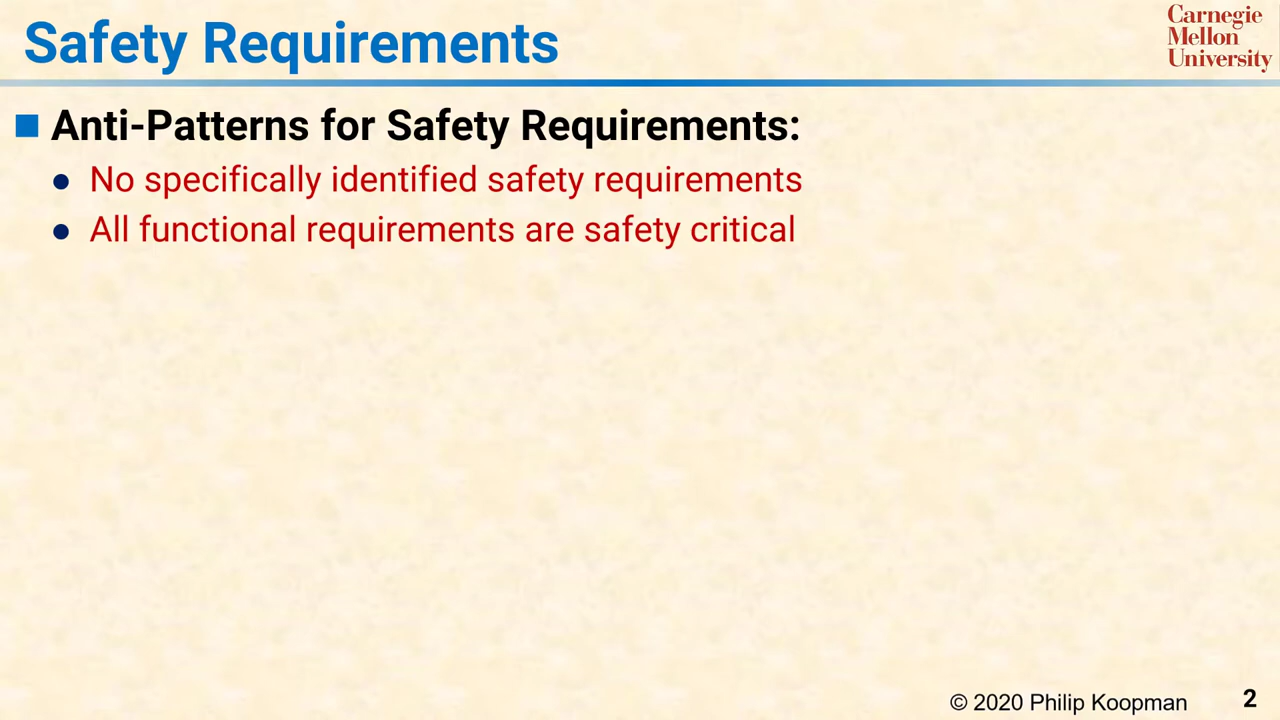 Safety Requirements
Carnegie
Mellon
University
Anti-Patterns for Safety Requirements:
No specifically identified safety requirements
All functional requirements are safety critical
© 2020 Philip Koopman
2